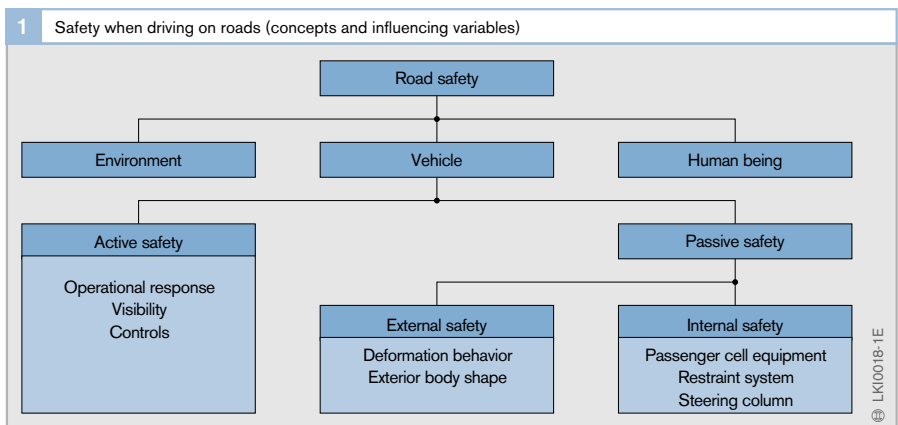 1 Safety when driving on roads (concepts and influencing variables)
Road safety
Environment
Vehicle
Human being
Active safety
Operational response
Visibility
Controls
Passive safety
External safety
Deformation behavior
Exterior body shape
Internal safety
Passenger cell equipment
Restraint system
Steering column
LKI0018-1E